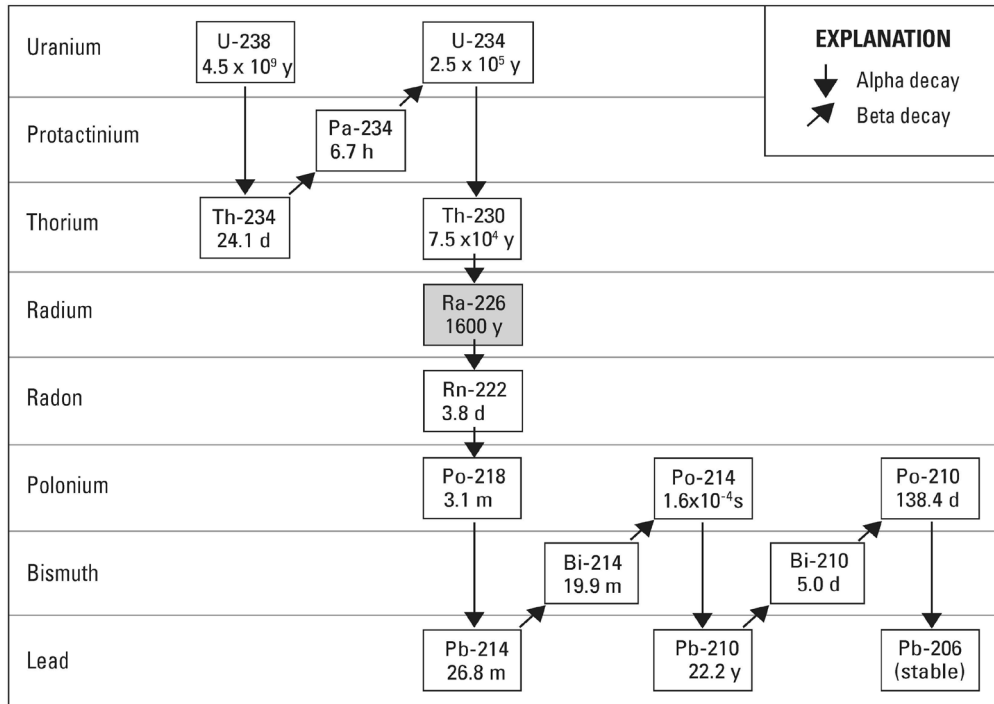 Uranium
U-238
4.5 x 10⁹ y
U-234
2.5 x 10⁵ y
EXPLANATION
Alpha decay
Beta decay
Protactinium
Pa-234
6.7 h
Thorium
Th-234
24.1 d
Th-230
7.5 x10⁴ y
Radium
Ra-226
1600 y
Radon
Rn-222
3.8 d
Polonium
Po-218
3.1 m
Po-214
1.6x10⁻⁴s
Po-210
138.4 d
Bismuth
Bi-214
19.9 m
Bi-210
5.0 d
Lead
Pb-214
26.8 m
Pb-210
22.2 y
Pb-206
(stable)